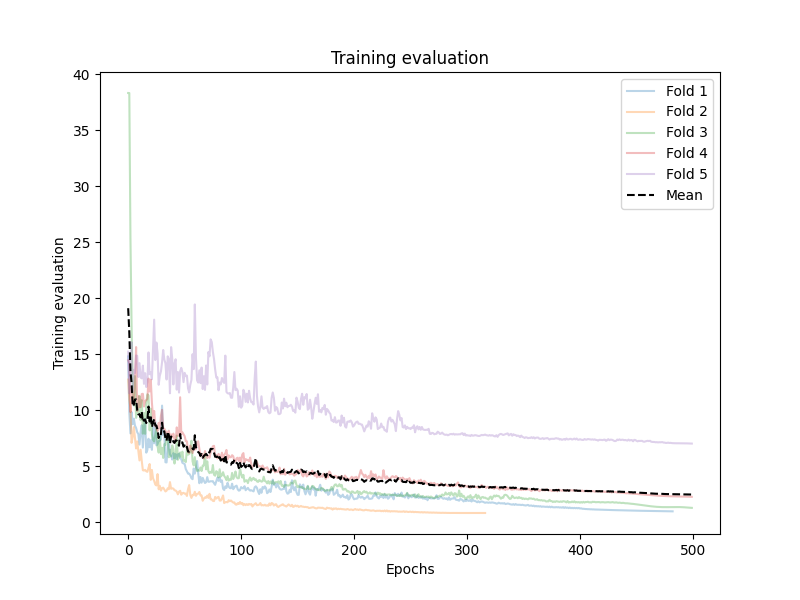 Training evaluation
40
35
30
25
20
15
10
5
0
Training evaluation
0 100 200 300 400 500
Epochs
Fold 1
Fold 2
Fold 3
Fold 4
Fold 5
Mean